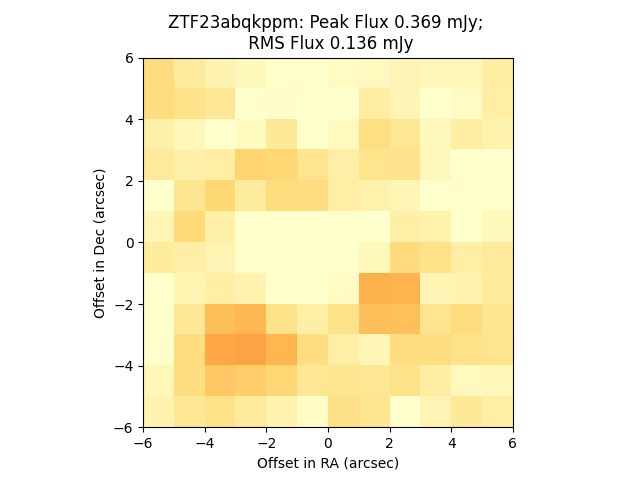 ZTF23abqkppm: Peak Flux 0.369 mJy;
RMS Flux 0.136 mJy
6
4
2
0
−2
−4
−6
Offset in Dec (arcsec)
−6 −4 −2 0 2 4 6
Offset in RA (arcsec)